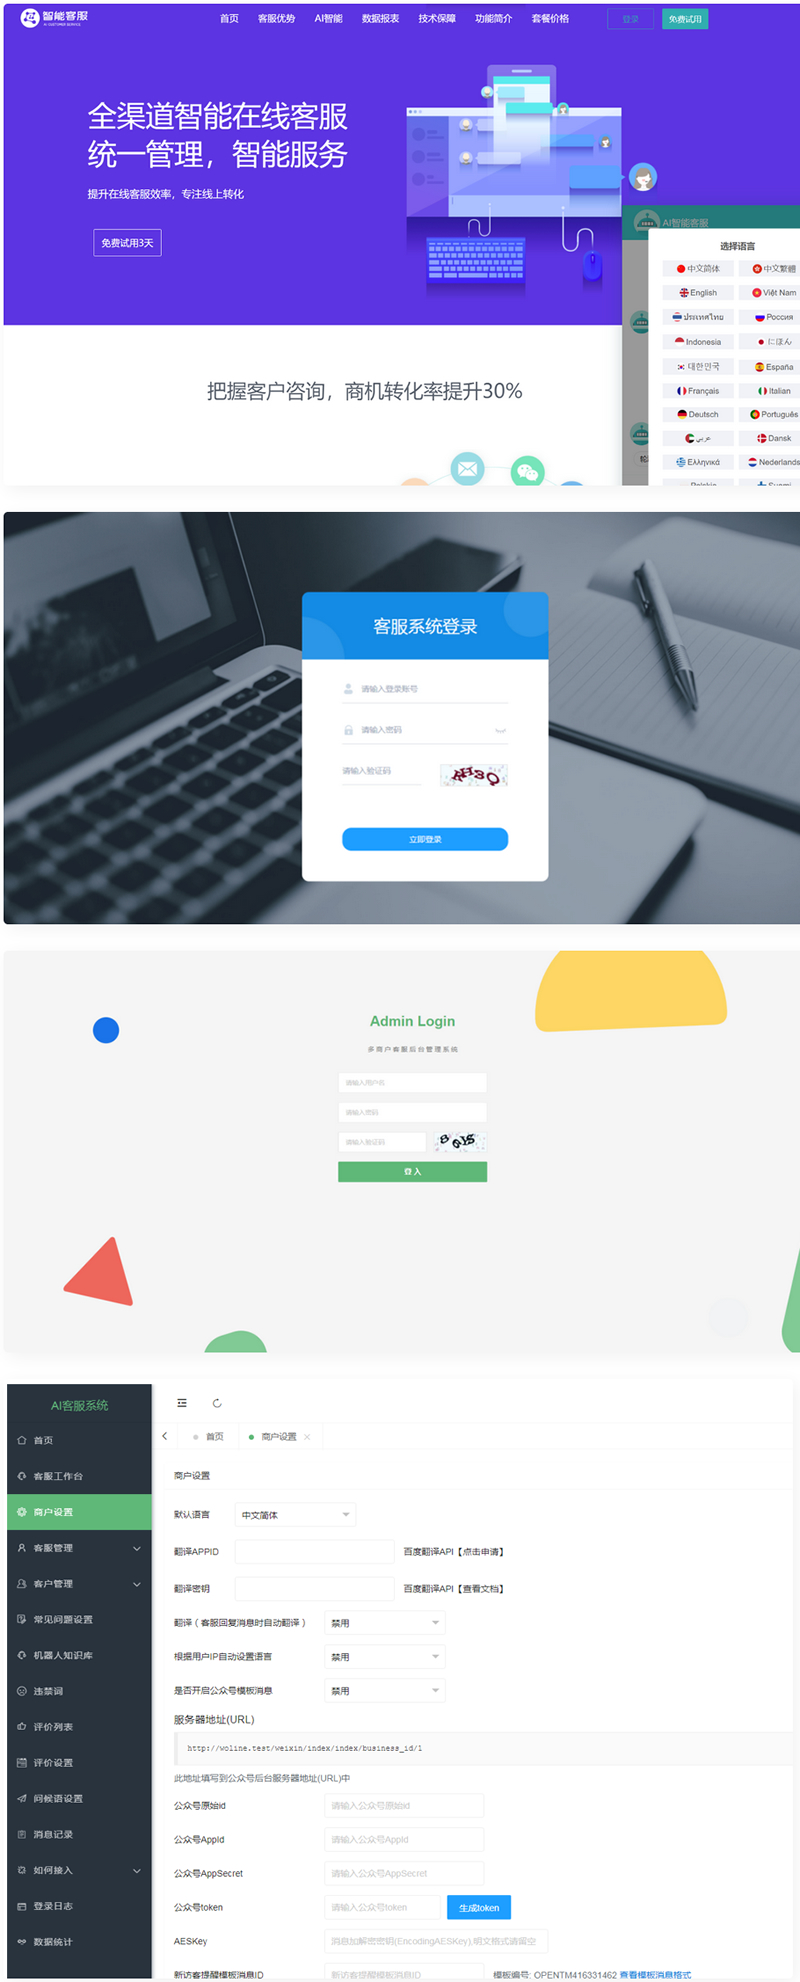 智能客服
AI CUSTOMER SERVICE
首页 客服优势 AI智能 数据报表 技术保障 功能简介 套餐价格 登录 免费试用
全渠道智能在线客服
统一管理，智能服务
提升在线客服效率，专注线上转化
免费试用3天
AI智能客服
选择语言
中文简体 中文繁體
English Việt Nam
ประเทศไทย Россия
Indonesia にほん
대한민국 España
Français Italian
Deutsch Português
عربي Dansk
Ελληνικά Nederlands
Polskie Suomi
把握客户咨询，商机转化率提升30%
客服系统登录
请输入登录账号
请输入密码
请输入验证码
立即登录
Admin Login
多商户客服后台管理系统
请输入用户名
请输入密码
请输入验证码
登 入
AI客服系统
首页
客服工作台
商户设置
客服管理
客户管理
常见问题设置
机器人知识库
违禁词
评价列表
评价设置
问候语设置
消息记录
如何接入
登录日志
数据统计
首页 商户设置
商户设置
默认语言 中文简体
翻译APPID 百度翻译API【点击申请】
翻译密钥 百度翻译API【查看文档】
翻译（客服回复消息时自动翻译） 禁用
根据用户IP自动设置语言 禁用
是否开启公众号模板消息 禁用
服务器地址(URL)
http://woline.test/weixin/index/index/business_id/1
此地址填写到公众号后台服务器地址(URL)中
公众号原始id 请输入公众号原始id
公众号AppId 请输入公众号AppId
公众号AppSecret 请输入公众号AppSecret
公众号token 请输入公众号token 生成token
AESKey 消息加解密密钥(EncodingAESKey),明文格式请留空
新访客提醒模板消息ID 新访客提醒模板消息ID 模板编号: OPENTM416331462 查看模板消息格式